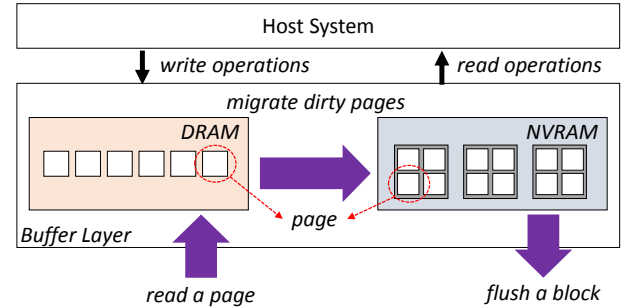 Host System
write operations
read operations
migrate dirty pages
DRAM
NVRAM
page
Buffer Layer
read a page
flush a block